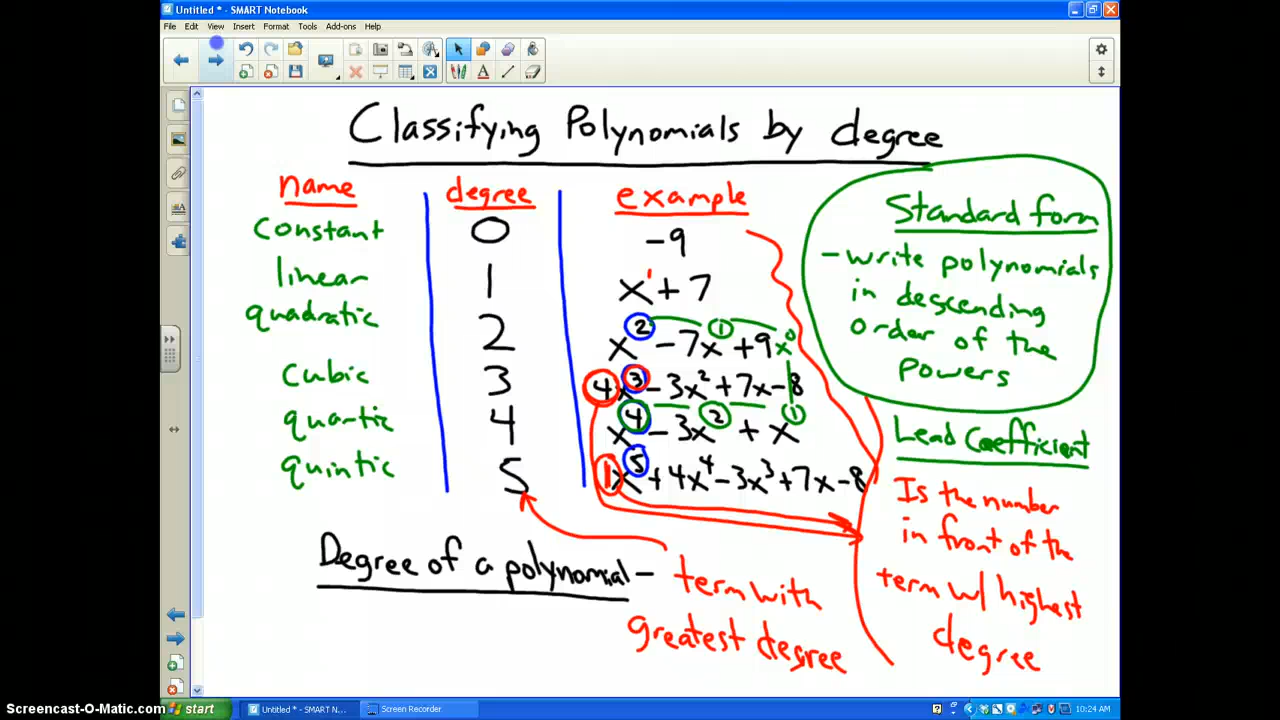 Untitled * - SMART Notebook
File Edit View Insert Format Tools Add-ons Help
Classifying Polynomials by degree
name degree example
constant 0 -9
linear 1 x¹ + 7
quadratic 2 x² - 7x① + 9x⁰
cubic 3 4x³ - 3x² + 7x - 8
quartic 4 x⁴ - 3x² + x①
quintic 5 1x⁵ + 4x⁴ - 3x³ + 7x - 8
Standard form
- write polynomials
in descending
order of the
powers
Lead Coefficient
Is the number
in front of the
term w/ highest
degree
Degree of a polynomial -
term with
greatest degree
Screencast-O-Matic.com
start
Untitled * - SMART N...
Screen Recorder
10:24 AM